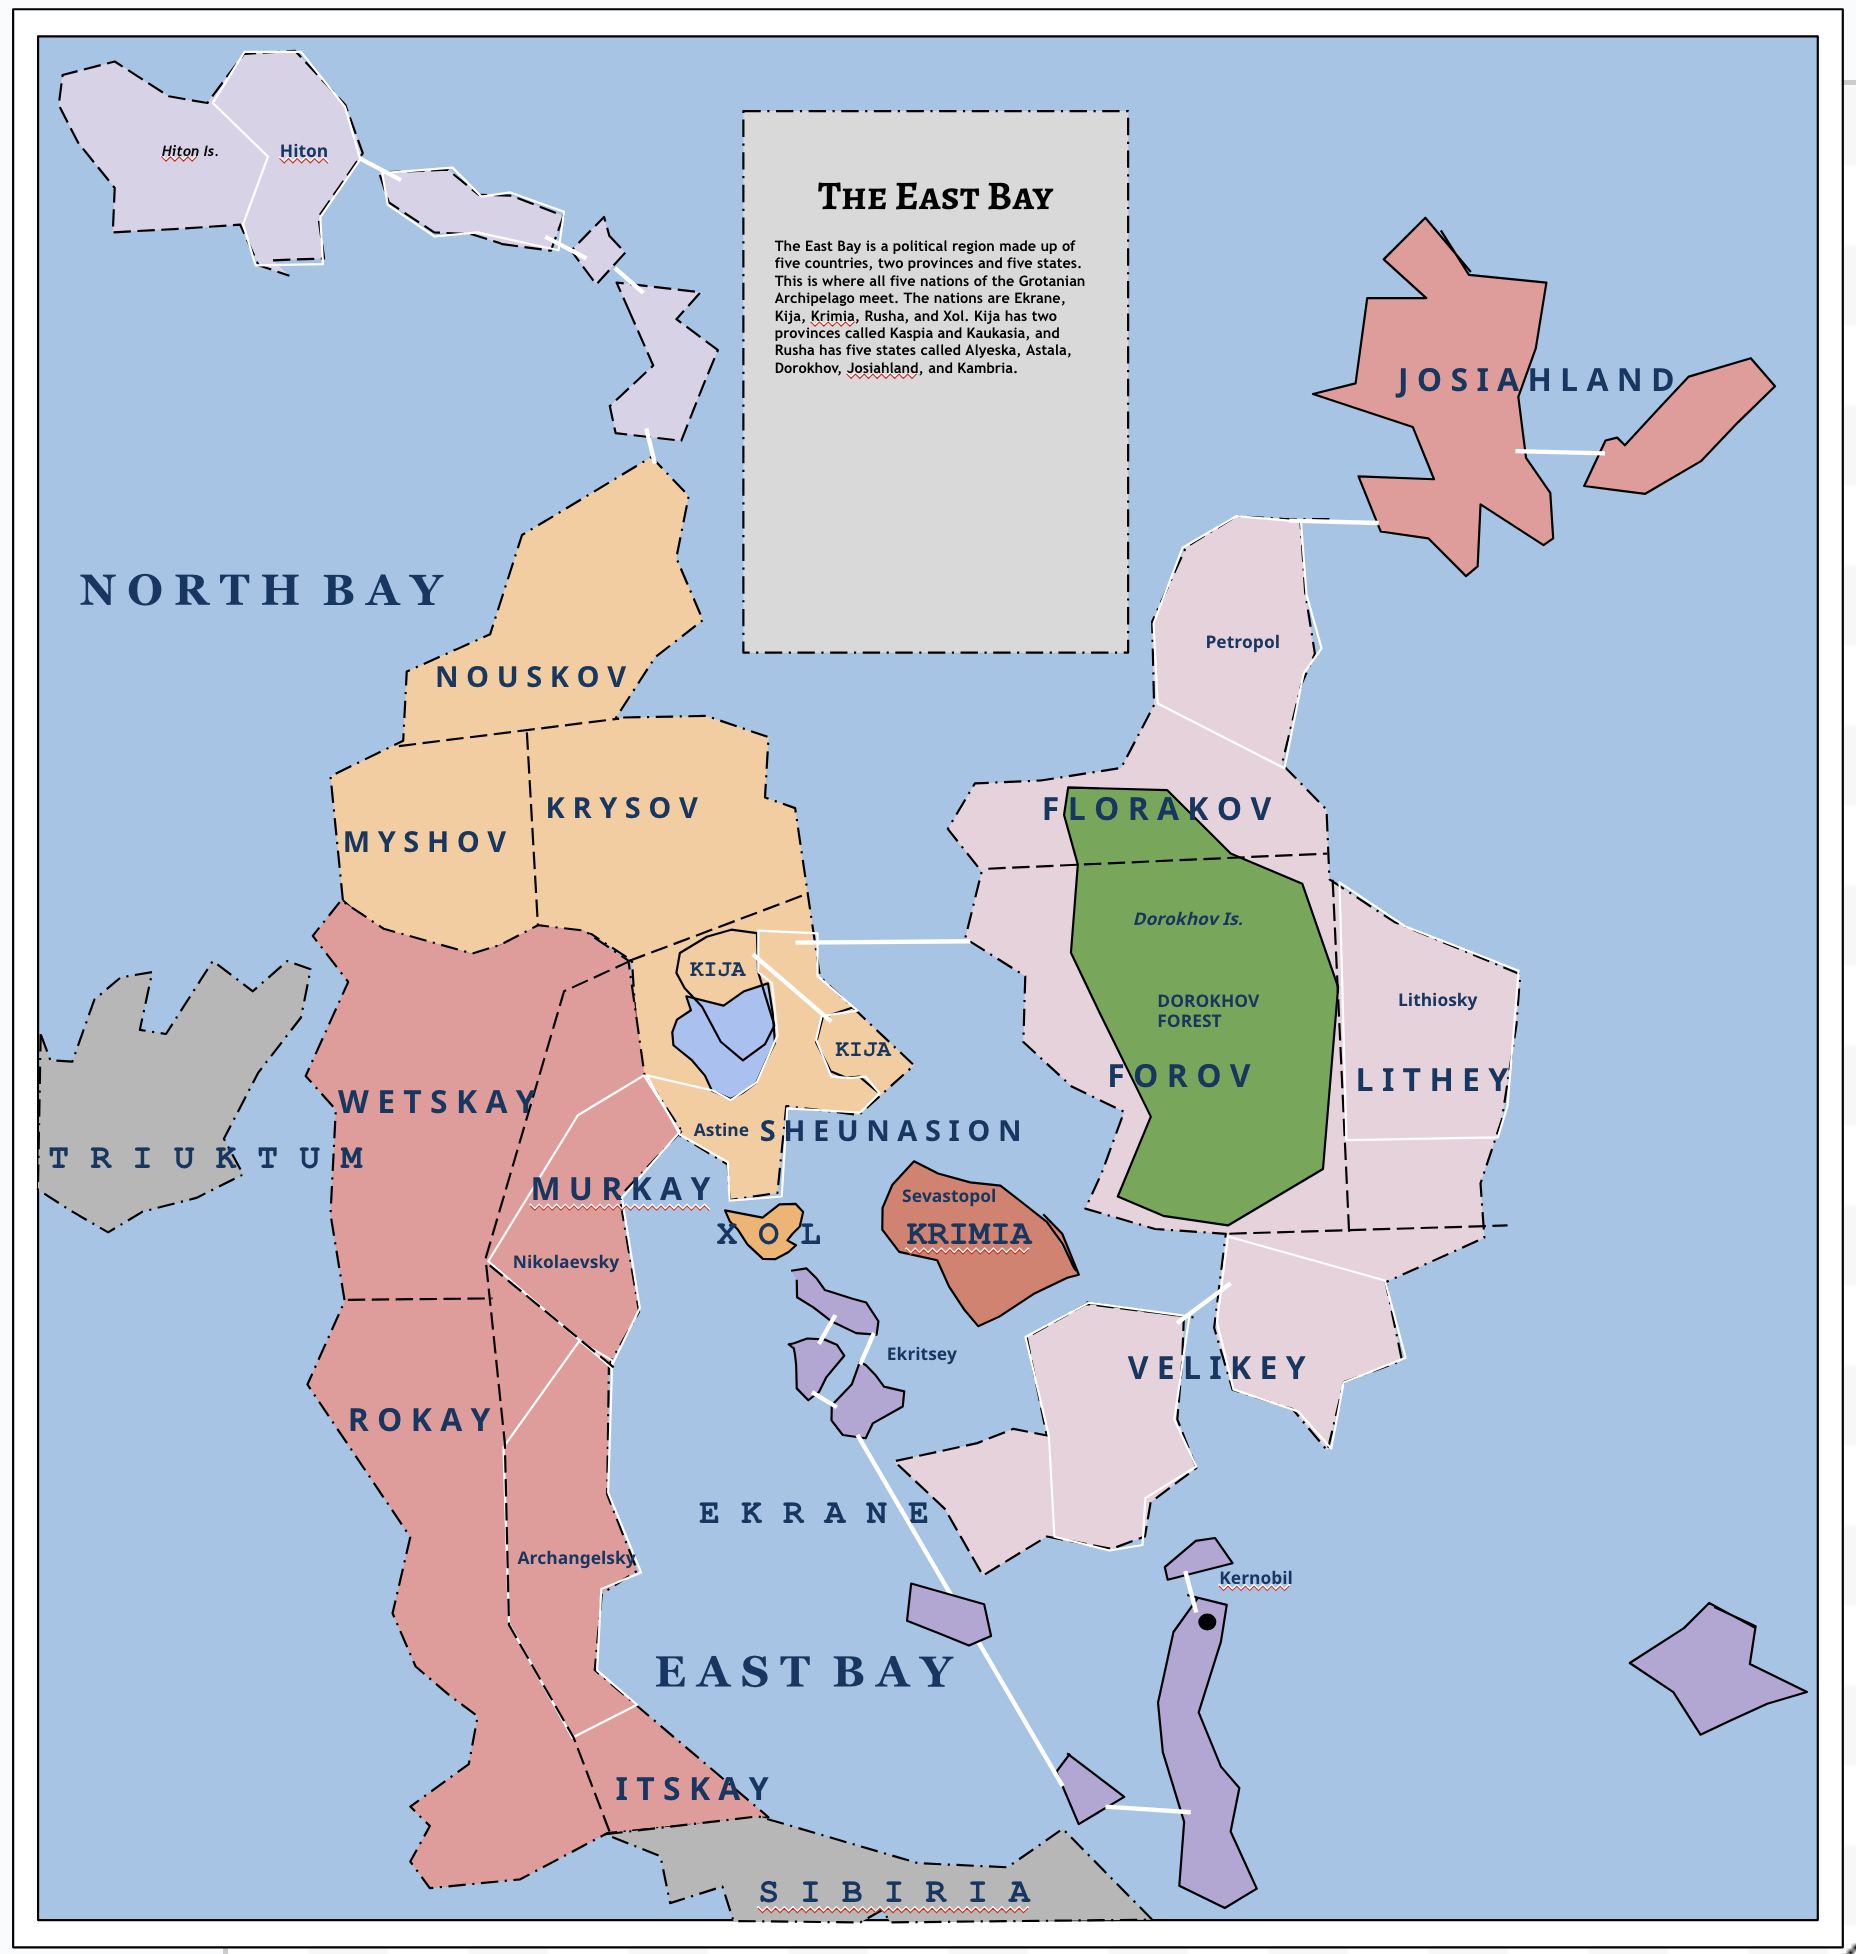 Hiton Is.
Hiton
THE EAST BAY
The East Bay is a political region made up of
five countries, two provinces and five states.
This is where all five nations of the Grotanian
Archipelago meet. The nations are Ekrane,
Kija, Krimia, Rusha, and Xol. Kija has two
provinces called Kaspia and Kaukasia, and
Rusha has five states called Alyeska, Astala,
Dorokhov, Josiahland, and Kambria.
JOSIAHLAND
NORTH BAY
Petropol
NOUSKOV
KRYSOV
FLORAKOV
MYSHOV
Dorokhov Is.
KIJA
DOROKHOV
FOREST
Lithiosky
KIJA
FOROV
LITHEY
WETSKAY
Astine
SHEUNASION
TRIUKTUM
MURKAY
Sevastopol
XOL
KRIMIA
Nikolaevsky
Ekritsey
VELIKEY
ROKAY
EKRANE
Archangelsky
Kernobil
EAST BAY
ITSKAY
SIBIRIA